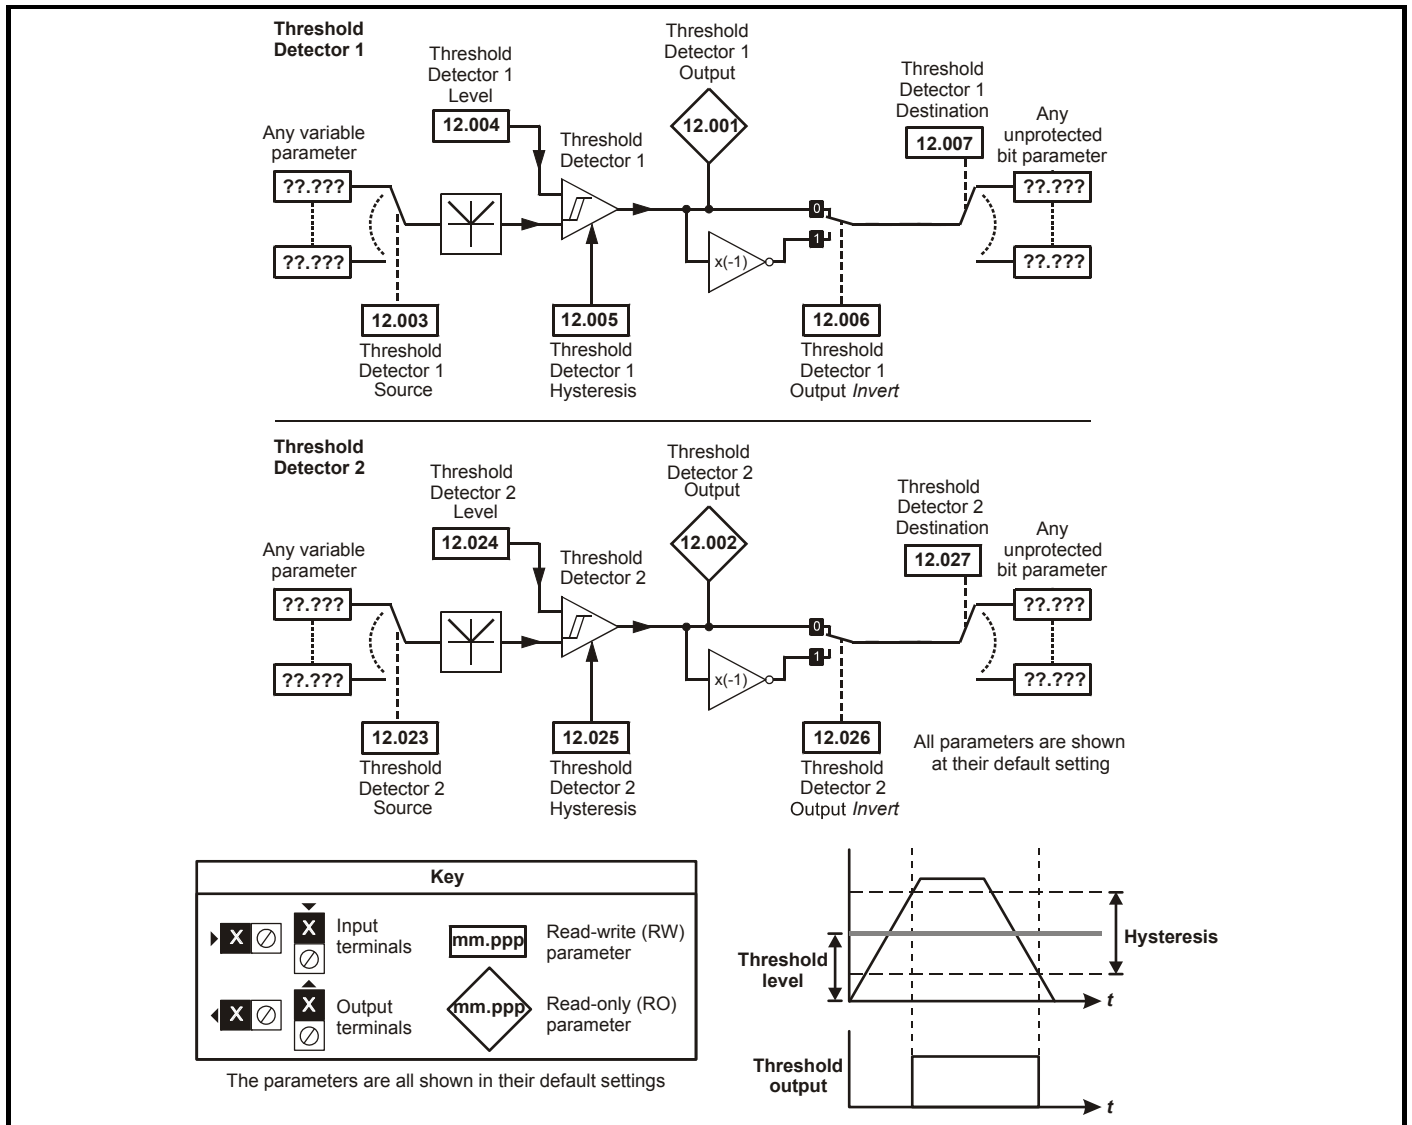 Threshold
Detector 1
Threshold
Detector 1
Level
12.004
Threshold
Detector 1
Output
12.001
Threshold
Detector 1
Destination
12.007
Any variable
parameter
??.???
??.???
Threshold
Detector 1
Any
unprotected
bit parameter
??.???
??.???
0
1
x(-1)
12.003
Threshold
Detector 1
Source
12.005
Threshold
Detector 1
Hysteresis
12.006
Threshold
Detector 1
Output Invert
Threshold
Detector 2
Threshold
Detector 2
Level
12.024
Threshold
Detector 2
Output
12.002
Threshold
Detector 2
Destination
12.027
Any variable
parameter
??.???
??.???
Threshold
Detector 2
Any
unprotected
bit parameter
??.???
??.???
0
1
x(-1)
12.023
Threshold
Detector 2
Source
12.025
Threshold
Detector 2
Hysteresis
12.026
Threshold
Detector 2
Output Invert
All parameters are shown
at their default setting
Key
X
X
Input
terminals
mm.ppp
Read-write (RW)
parameter
X
X
Output
terminals
mm.ppp
Read-only (RO)
parameter
The parameters are all shown in their default settings
Threshold
level
Hysteresis
t
Threshold
output
t